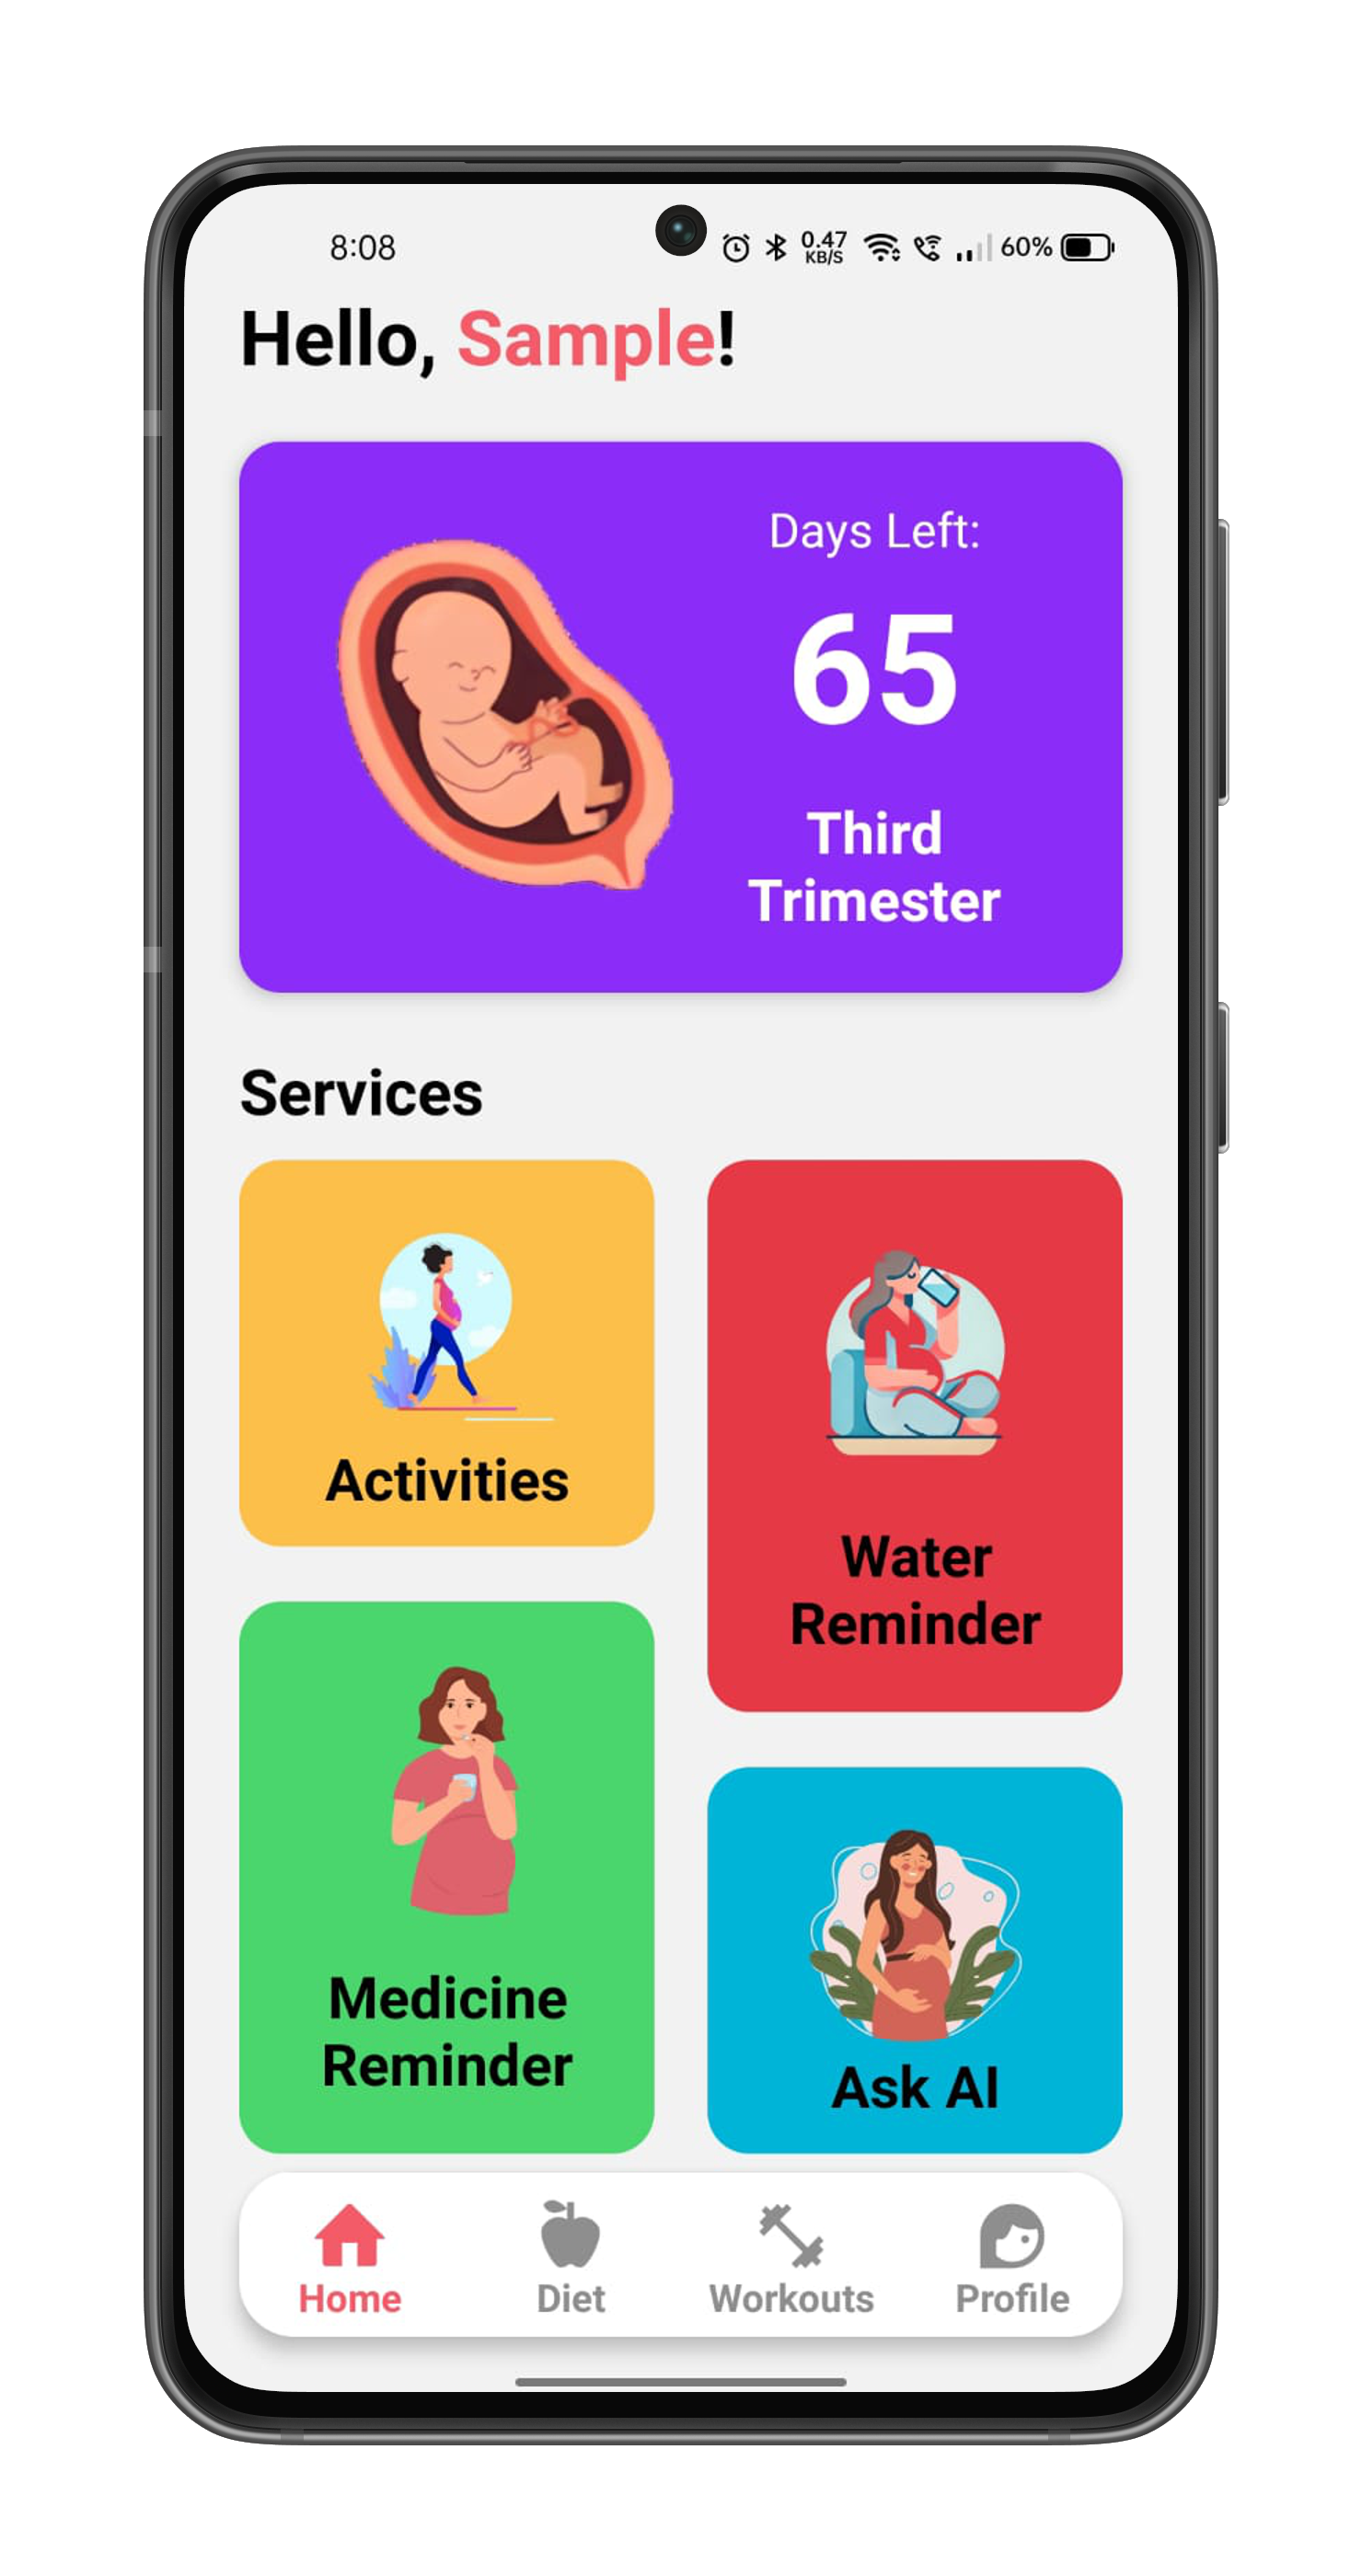 8:08
0.47
KB/S
60%
Hello, Sample!
Days Left:
65
Third
Trimester
Services
Activities
Water
Reminder
Medicine
Reminder
Ask AI
Home
Diet
Workouts
Profile